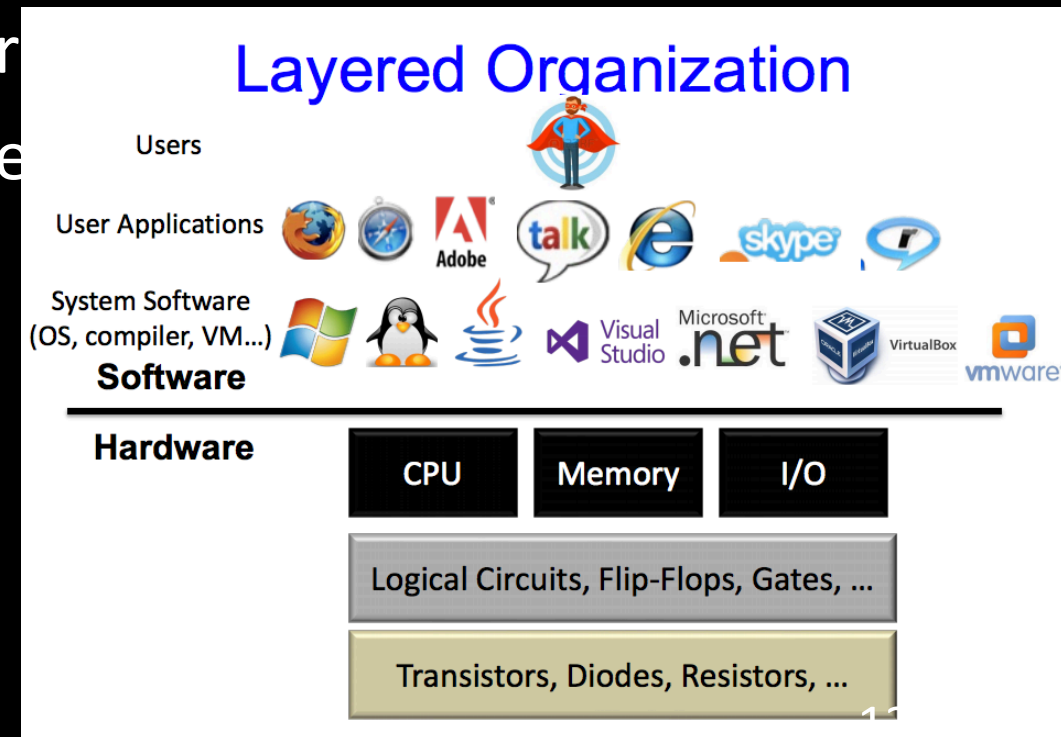 r
e
Layered Organization
Users
User Applications
Adobe
talk
skype
r
System Software
(OS, compiler, VM...)
Visual
Studio
Microsoft
.net
ORACLE
VirtualBox
vmware
Software
Hardware
CPU
Memory
I/O
Logical Circuits, Flip-Flops, Gates, ...
Transistors, Diodes, Resistors, ...